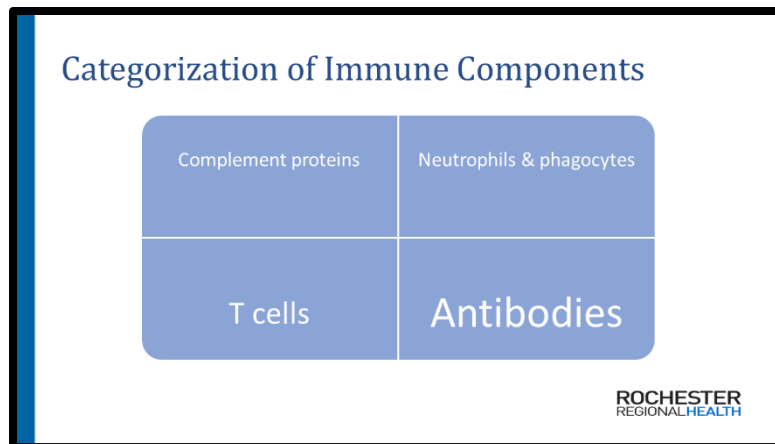 Categorization of Immune Components
Complement proteins
Neutrophils & phagocytes
T cells
Antibodies
ROCHESTER
REGIONALHEALTH